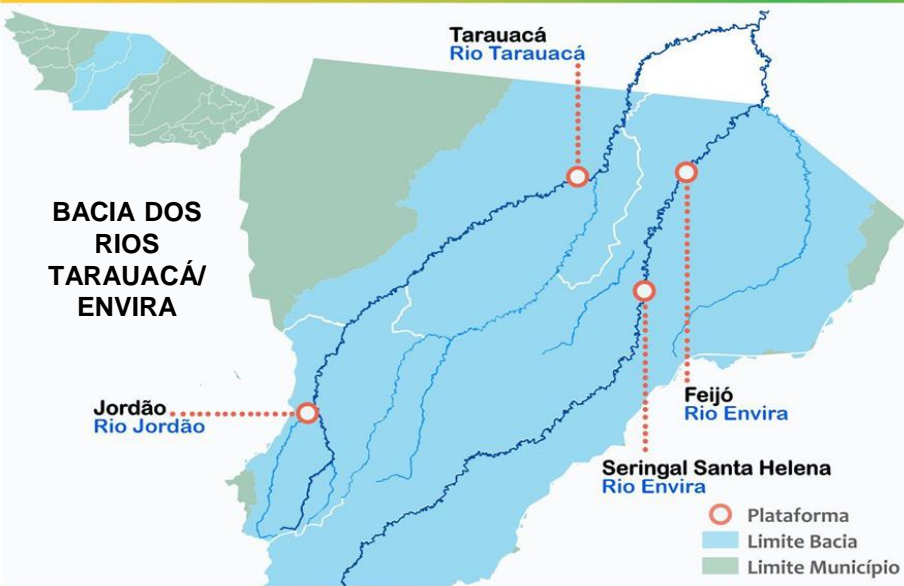 Tarauacá
Rio Tarauacá
BACIA DOS
RIOS
TARAUACÁ/
ENVIRA
Jordão
Rio Jordão
Feijó
Rio Envira
Seringal Santa Helena
Rio Envira
Plataforma
Limite Bacia
Limite Município